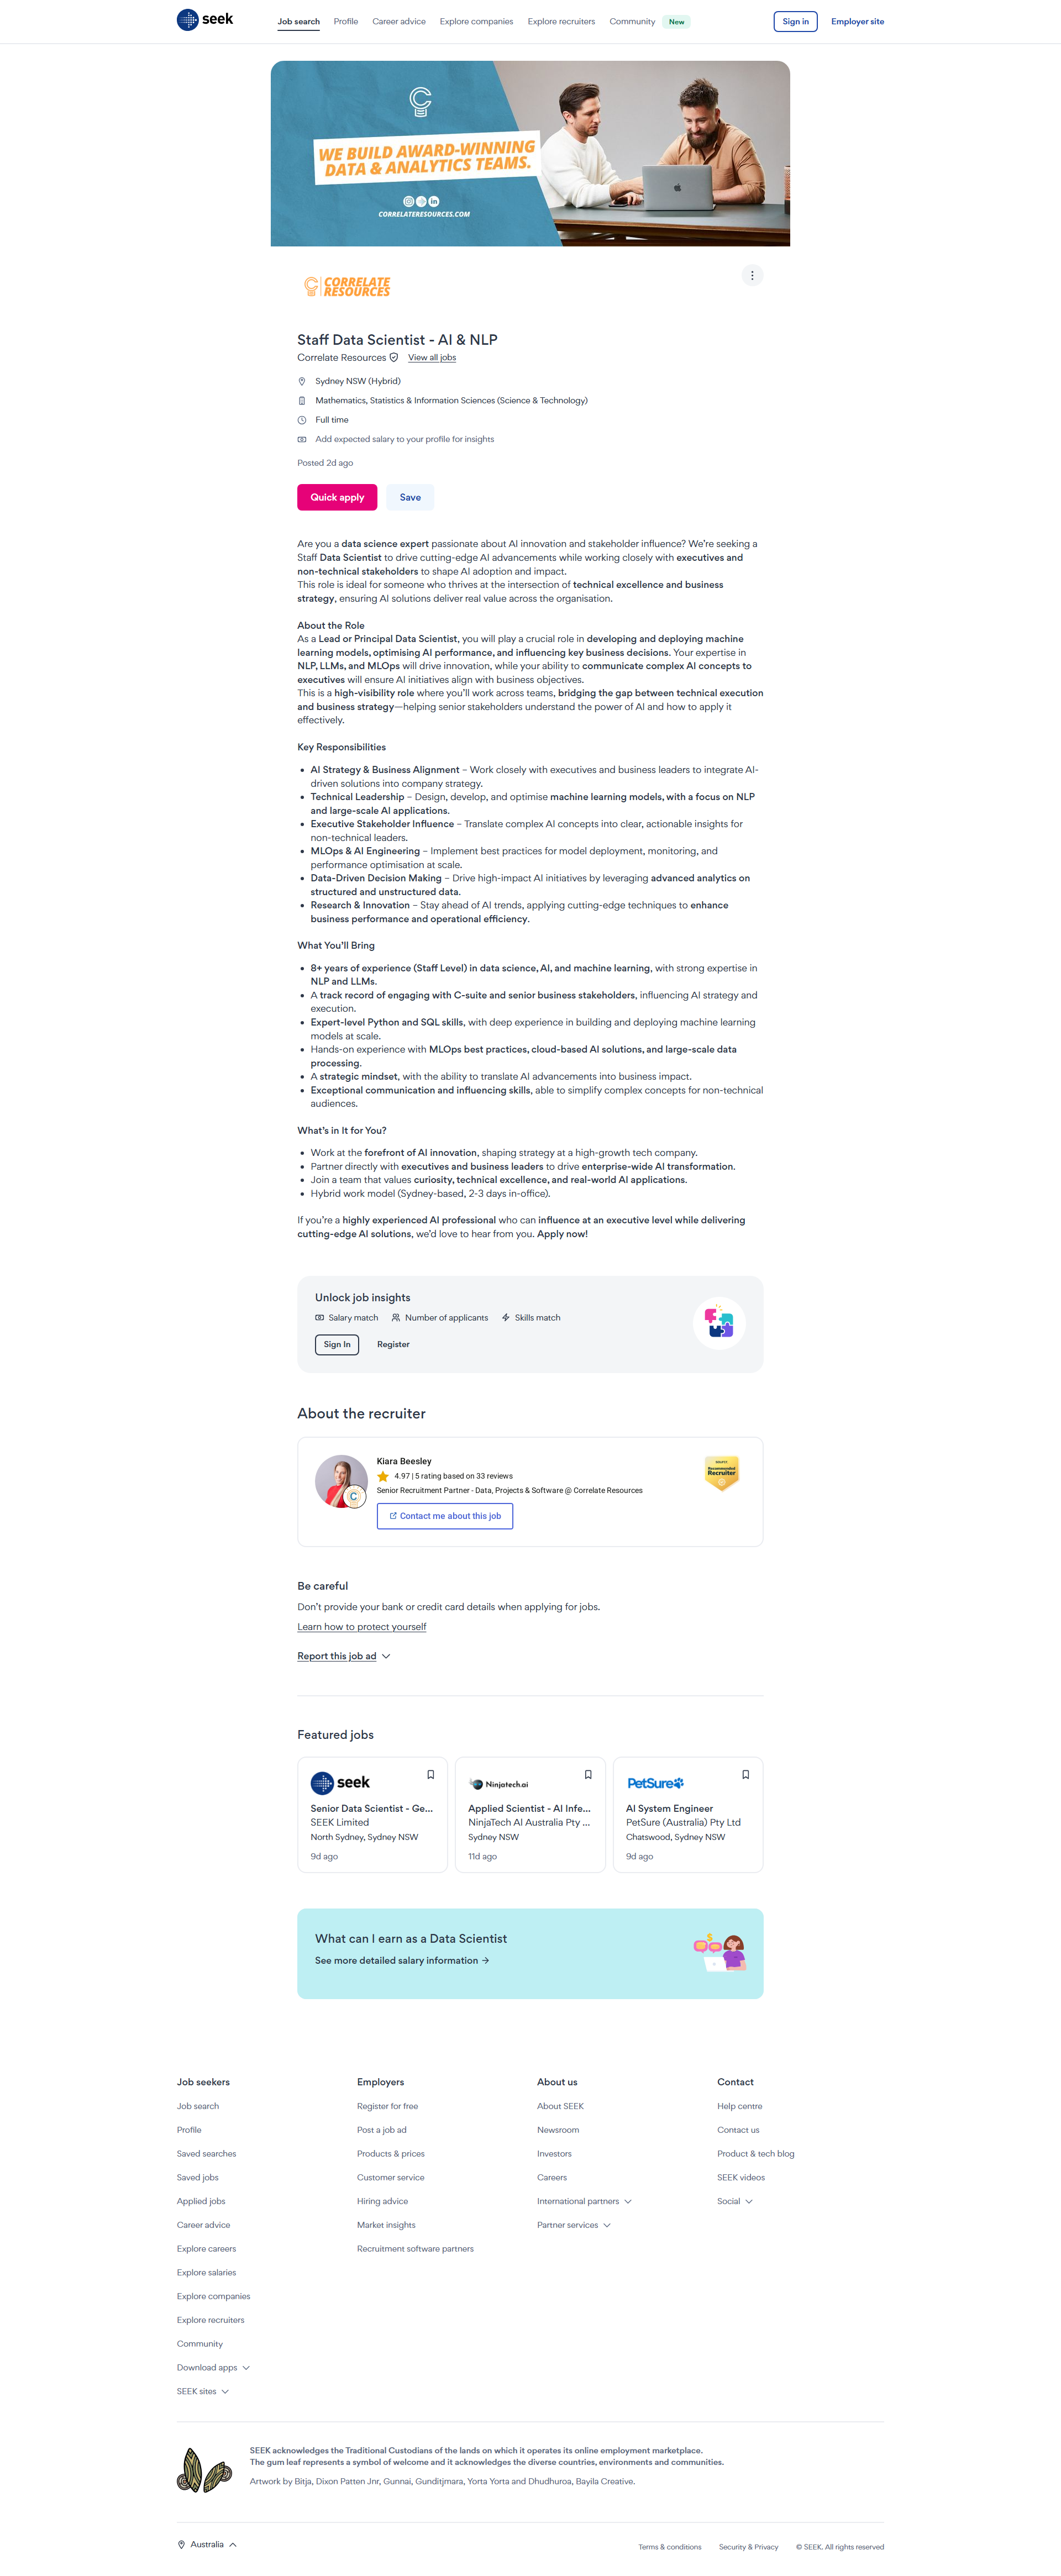 seek
Job search
Profile
Career advice
Explore companies
Explore recruiters
Community
New
Sign in
Employer site
WE BUILD AWARD-WINNING
DATA & ANALYTICS TEAMS.
CORRELATERESOURCES.COM
CORRELATE
RESOURCES
Staff Data Scientist - AI & NLP
Correlate Resources
View all jobs
Sydney NSW (Hybrid)
Mathematics, Statistics & Information Sciences (Science & Technology)
Full time
Add expected salary to your profile for insights
Posted 2d ago
Quick apply
Save
Are you a data science expert passionate about AI innovation and stakeholder influence? We're seeking a
Staff Data Scientist to drive cutting-edge AI advancements while working closely with executives and
non-technical stakeholders to shape AI adoption and impact.
This role is ideal for someone who thrives at the intersection of technical excellence and business
strategy, ensuring AI solutions deliver real value across the organisation.
About the Role
As a Lead or Principal Data Scientist, you will play a crucial role in developing and deploying machine
learning models, optimising AI performance, and influencing key business decisions. Your expertise in
NLP, LLMs, and MLOps will drive innovation, while your ability to communicate complex AI concepts to
executives will ensure AI initiatives align with business objectives.
This is a high-visibility role where you'll work across teams, bridging the gap between technical execution
and business strategy—helping senior stakeholders understand the power of AI and how to apply it
effectively.
Key Responsibilities
• AI Strategy & Business Alignment – Work closely with executives and business leaders to integrate AI-
driven solutions into company strategy.
• Technical Leadership – Design, develop, and optimise machine learning models, with a focus on NLP
and large-scale AI applications.
• Executive Stakeholder Influence – Translate complex AI concepts into clear, actionable insights for
non-technical leaders.
• MLOps & AI Engineering – Implement best practices for model deployment, monitoring, and
performance optimisation at scale.
• Data-Driven Decision Making – Drive high-impact AI initiatives by leveraging advanced analytics on
structured and unstructured data.
• Research & Innovation – Stay ahead of AI trends, applying cutting-edge techniques to enhance
business performance and operational efficiency.
What You'll Bring
• 8+ years of experience (Staff Level) in data science, AI, and machine learning, with strong expertise in
NLP and LLMs.
• A track record of engaging with C-suite and senior business stakeholders, influencing AI strategy and
execution.
• Expert-level Python and SQL skills, with deep experience in building and deploying machine learning
models at scale.
• Hands-on experience with MLOps best practices, cloud-based AI solutions, and large-scale data
processing.
• A strategic mindset, with the ability to translate AI advancements into business impact.
• Exceptional communication and influencing skills, able to simplify complex concepts for non-technical
audiences.
What's in It for You?
• Work at the forefront of AI innovation, shaping strategy at a high-growth tech company.
• Partner directly with executives and business leaders to drive enterprise-wide AI transformation.
• Join a team that values curiosity, technical excellence, and real-world AI applications.
• Hybrid work model (Sydney-based, 2-3 days in-office).
If you're a highly experienced AI professional who can influence at an executive level while delivering
cutting-edge AI solutions, we'd love to hear from you. Apply now!
Unlock job insights
Salary match
Number of applicants
Skills match
Sign In
Register
About the recruiter
Kiara Beesley
4.97 | 5 rating based on 33 reviews
Senior Recruitment Partner - Data, Projects & Software @ Correlate Resources
Contact me about this job
Recommended
Recruiter
Be careful
Don't provide your bank or credit card details when applying for jobs.
Learn how to protect yourself
Report this job ad
Featured jobs
seek
Senior Data Scientist - Ge...
SEEK Limited
North Sydney, Sydney NSW
9d ago
Ninjatech.ai
Applied Scientist - AI Infe...
NinjaTech AI Australia Pty ...
Sydney NSW
11d ago
PetSure
AI System Engineer
PetSure (Australia) Pty Ltd
Chatswood, Sydney NSW
9d ago
What can I earn as a Data Scientist
See more detailed salary information
Job seekers
Job search
Profile
Saved searches
Saved jobs
Applied jobs
Career advice
Explore careers
Explore salaries
Explore companies
Explore recruiters
Community
Download apps
SEEK sites
Employers
Register for free
Post a job ad
Products & prices
Customer service
Hiring advice
Market insights
Recruitment software partners
About us
About SEEK
Newsroom
Investors
Careers
International partners
Partner services
Contact
Help centre
Contact us
Product & tech blog
SEEK videos
Social
SEEK acknowledges the Traditional Custodians of the lands on which it operates its online employment marketplace.
The gum leaf represents a symbol of welcome and it acknowledges the diverse countries, environments and communities.
Artwork by Bitja, Dixon Patten Jnr, Gunnai, Gunditjmara, Yorta Yorta and Dhudhuroa, Bayila Creative.
Australia
Terms & conditions
Security & Privacy
© SEEK. All rights reserved